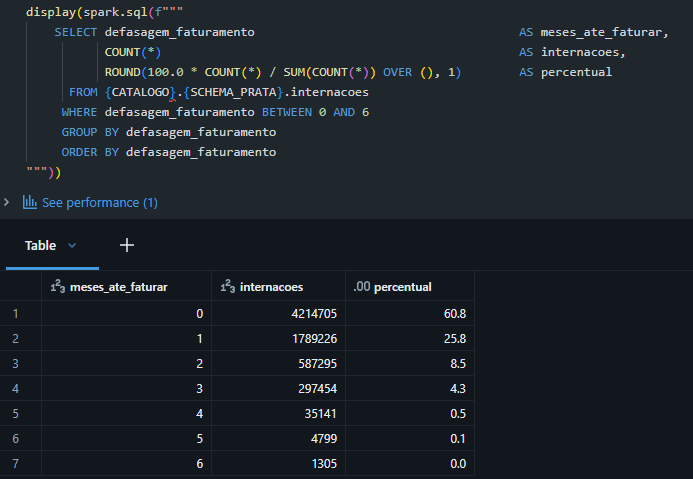 display(spark.sql(f"""
SELECT defasagem_faturamento AS meses_ate_faturar,
COUNT(*) AS internacoes,
ROUND(100.0 * COUNT(*) / SUM(COUNT(*)) OVER (), 1) AS percentual
FROM {CATALOGO}.{SCHEMA_PRATA}.internacoes
WHERE defasagem_faturamento BETWEEN 0 AND 6
GROUP BY defasagem_faturamento
ORDER BY defasagem_faturamento
"""))
See performance (1)
Table +
123 meses_ate_faturar 123 internacoes .00 percentual
1 0 4214705 60.8
2 1 1789226 25.8
3 2 587295 8.5
4 3 297454 4.3
5 4 35141 0.5
6 5 4799 0.1
7 6 1305 0.0